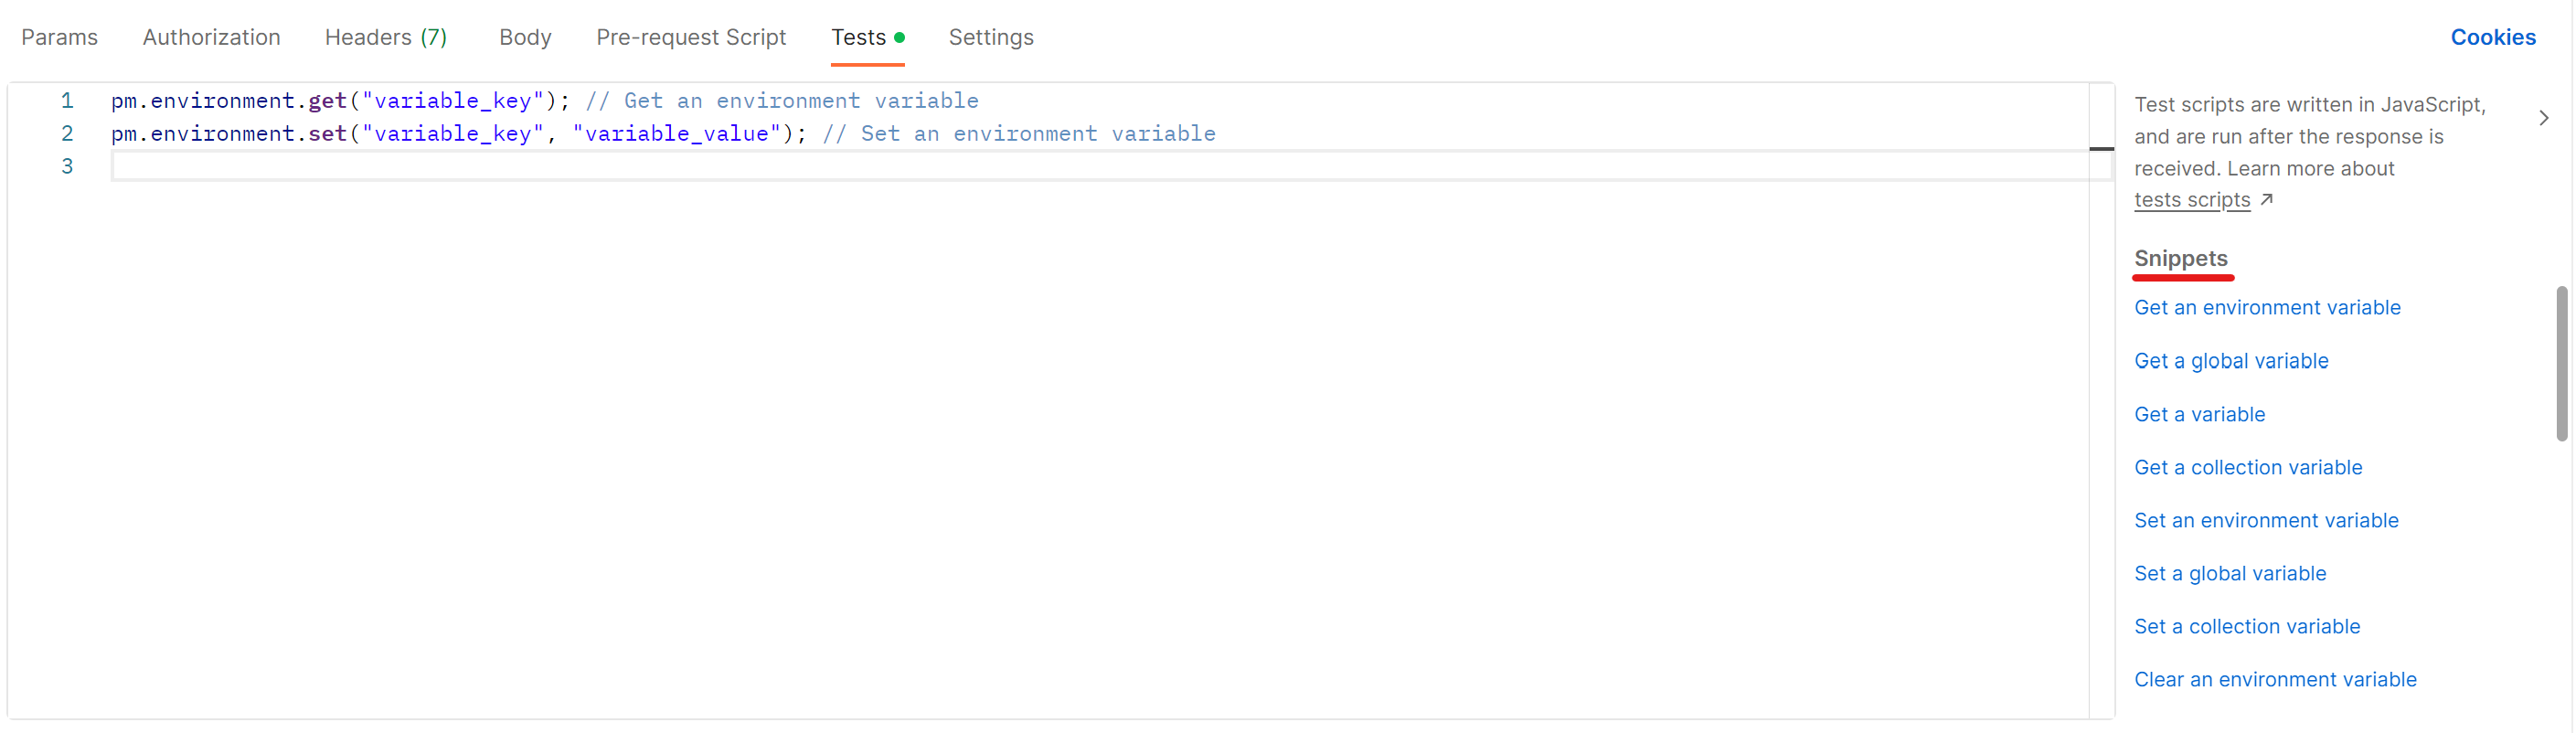 Params Authorization Headers (7) Body Pre-request Script Tests Settings Cookies
1 pm.environment.get("variable_key"); // Get an environment variable
2 pm.environment.set("variable_key", "variable_value"); // Set an environment variable
3
Test scripts are written in JavaScript,
and are run after the response is
received. Learn more about
tests scripts ↗
Snippets
Get an environment variable
Get a global variable
Get a variable
Get a collection variable
Set an environment variable
Set a global variable
Set a collection variable
Clear an environment variable